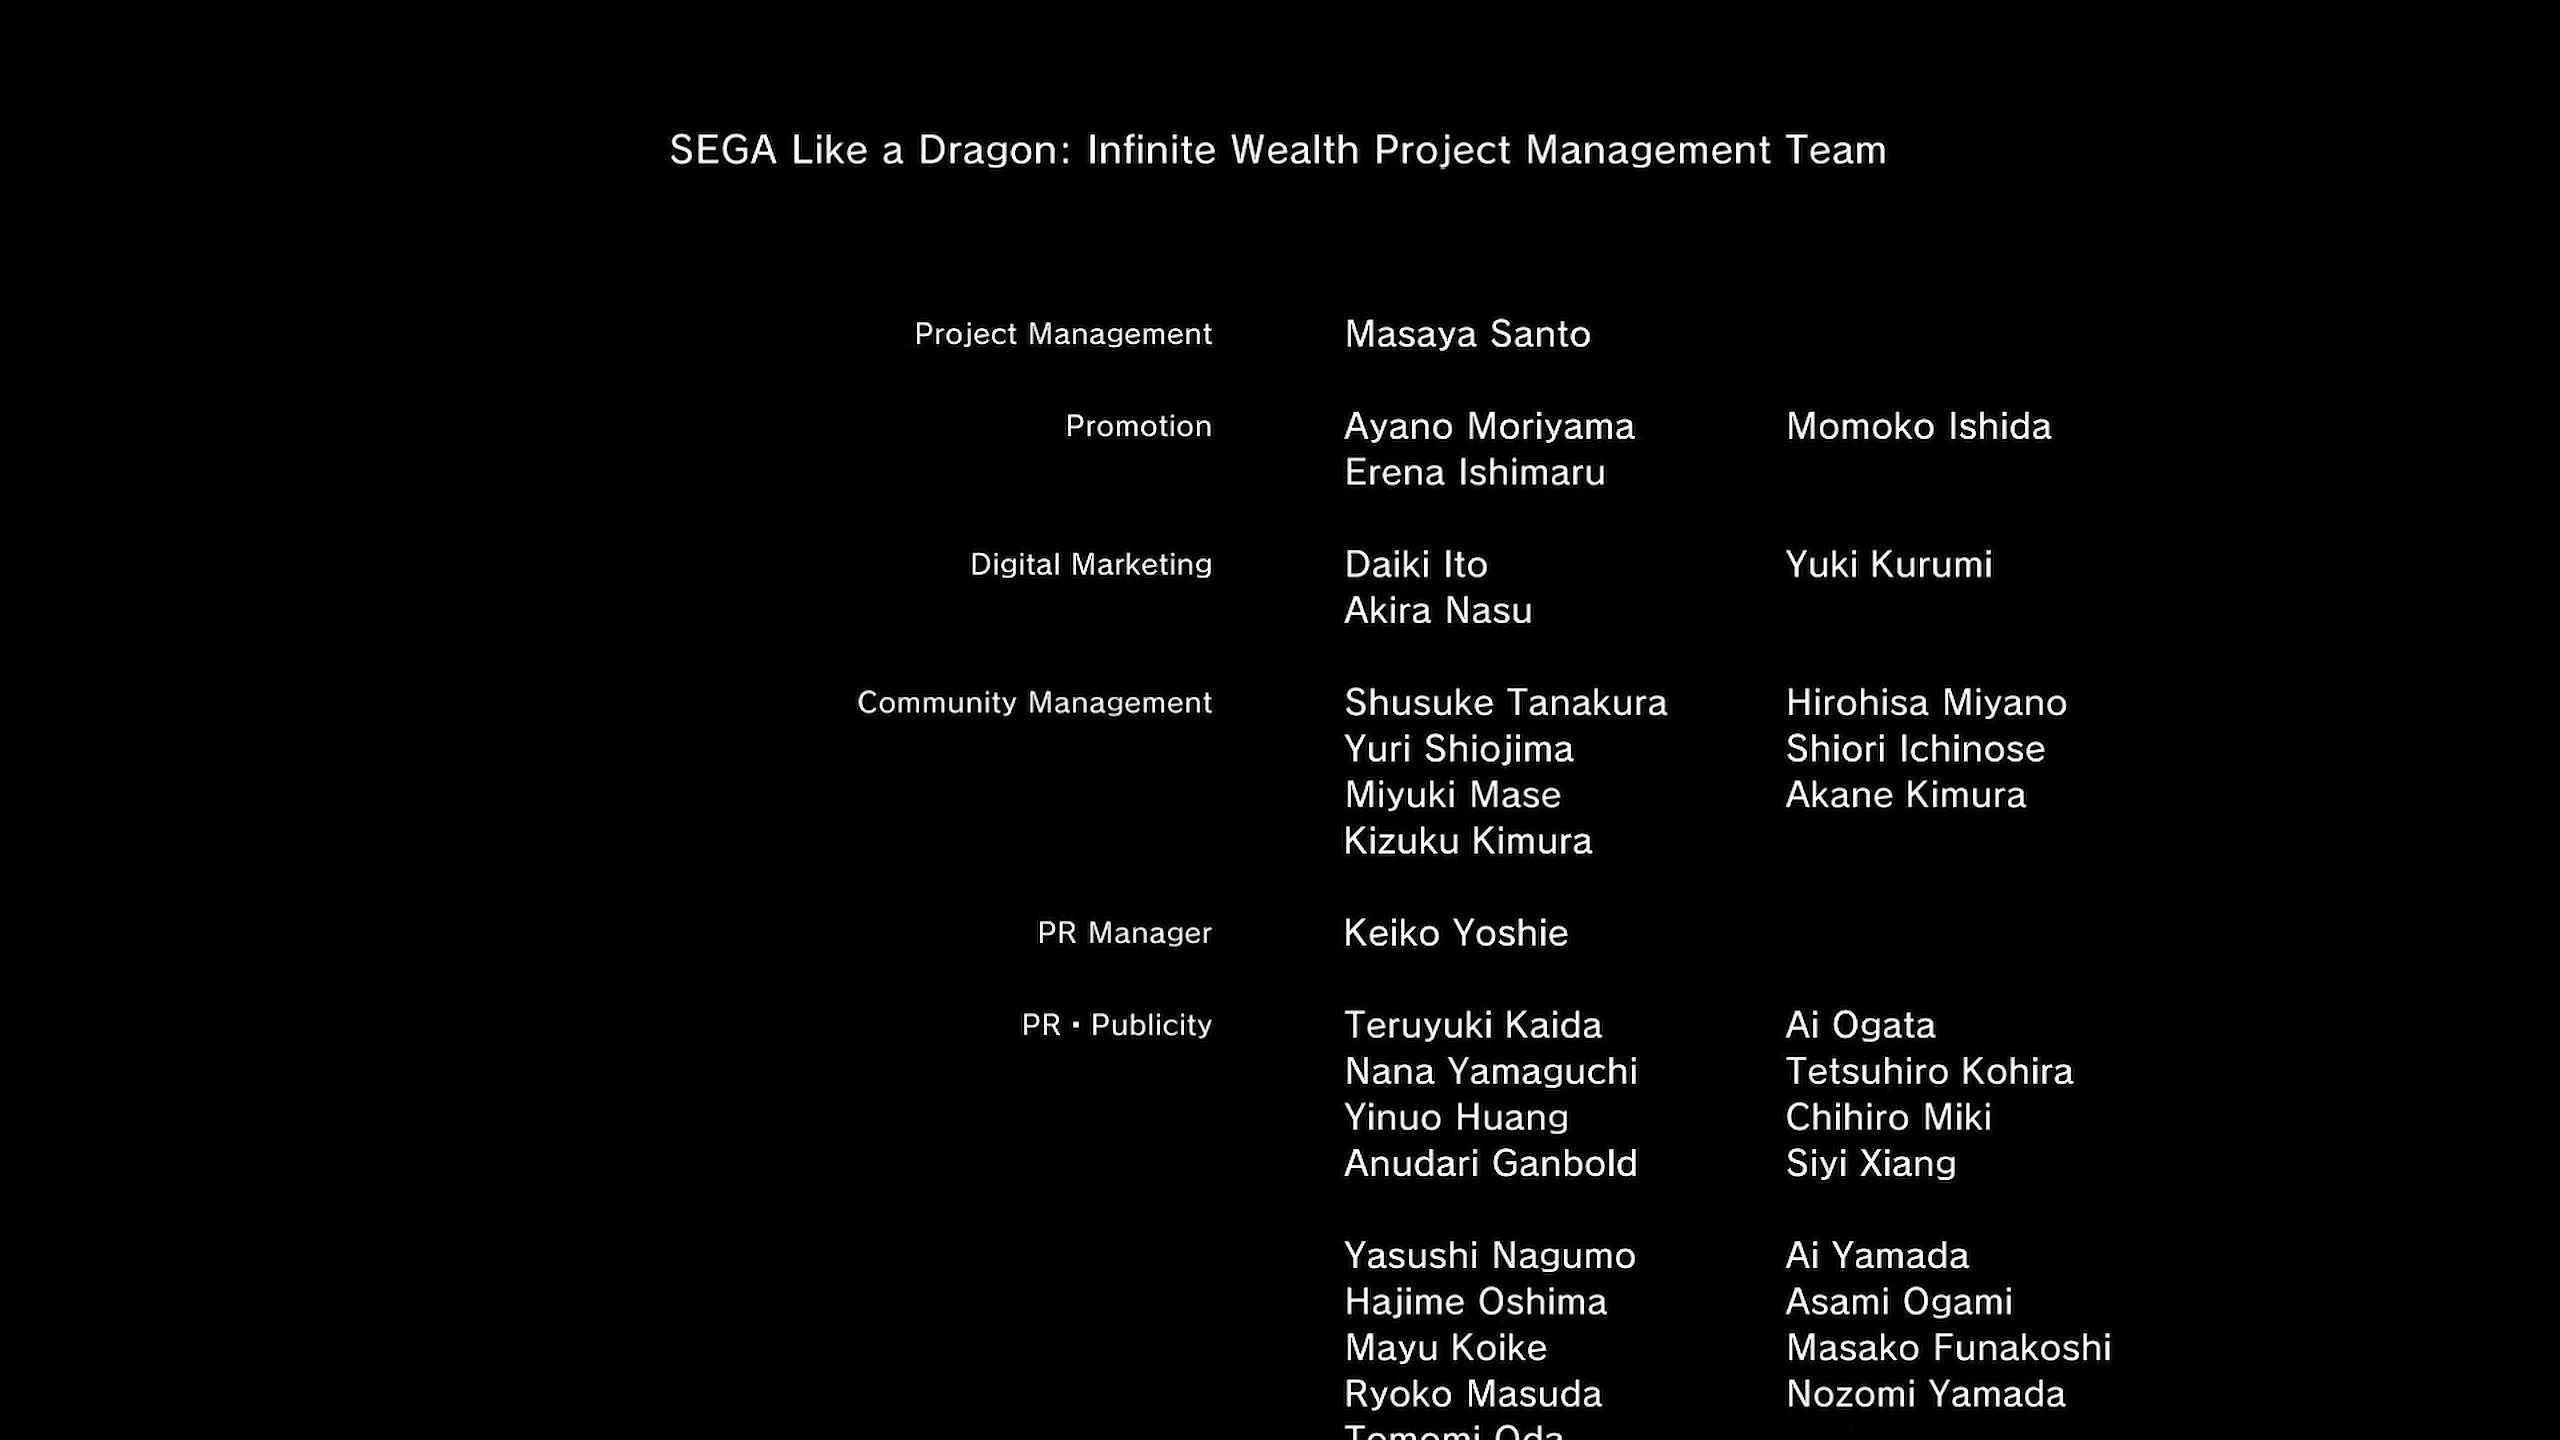 SEGA Like a Dragon: Infinite Wealth Project Management Team
Project Management Masaya Santo
Promotion Ayano Moriyama Momoko Ishida
Erena Ishimaru
Digital Marketing Daiki Ito Yuki Kurumi
Akira Nasu
Community Management Shusuke Tanakura Hirohisa Miyano
Yuri Shiojima Shiori Ichinose
Miyuki Mase Akane Kimura
Kizuku Kimura
PR Manager Keiko Yoshie
PR・Publicity Teruyuki Kaida Ai Ogata
Nana Yamaguchi Tetsuhiro Kohira
Yinuo Huang Chihiro Miki
Anudari Ganbold Siyi Xiang
Yasushi Nagumo Ai Yamada
Hajime Oshima Asami Ogami
Mayu Koike Masako Funakoshi
Ryoko Masuda Nozomi Yamada
Tomomi Oda